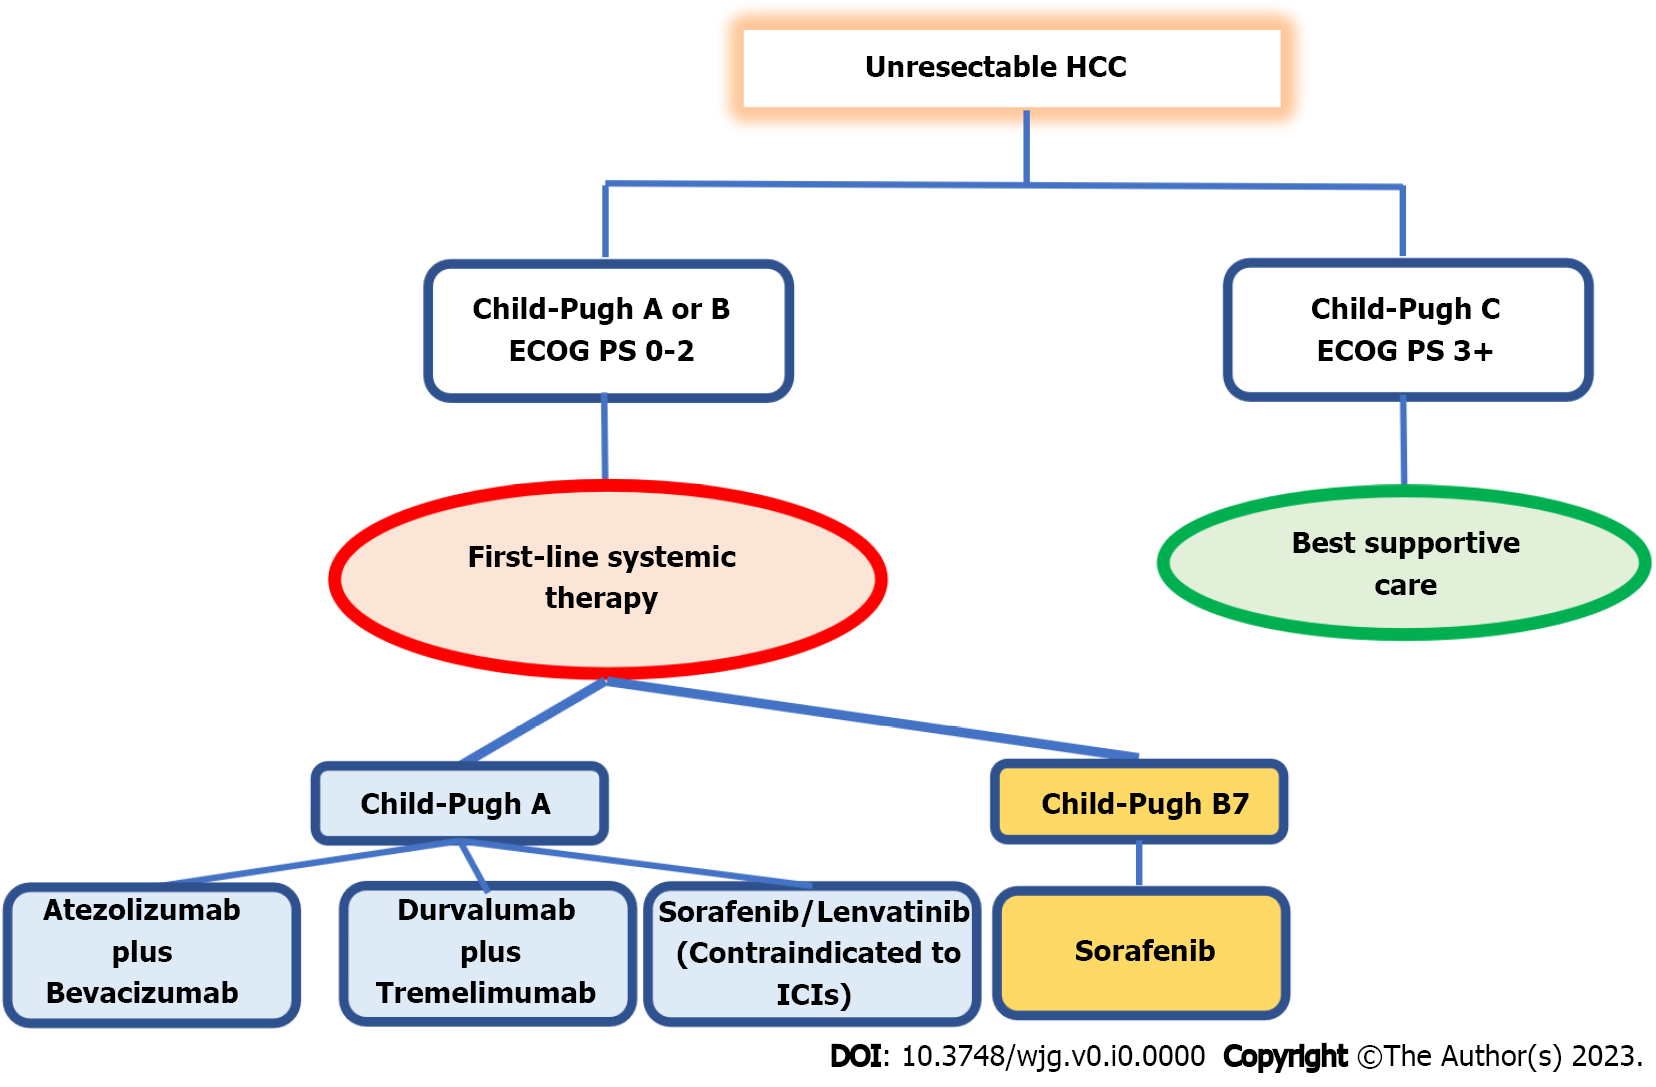 Unresectable HCC
Child-Pugh A or B
ECOG PS 0-2
Child-Pugh C
ECOG PS 3+
First-line systemic
therapy
Best supportive
care
Child-Pugh A
Child-Pugh B7
Atezolizumab
plus
Bevacizumab
Durvalumab
plus
Tremelimumab
Sorafenib/Lenvatinib
(Contraindicated to
ICIs)
Sorafenib
DOI: 10.3748/wjg.v0.i0.0000 Copyright ©The Author(s) 2023.